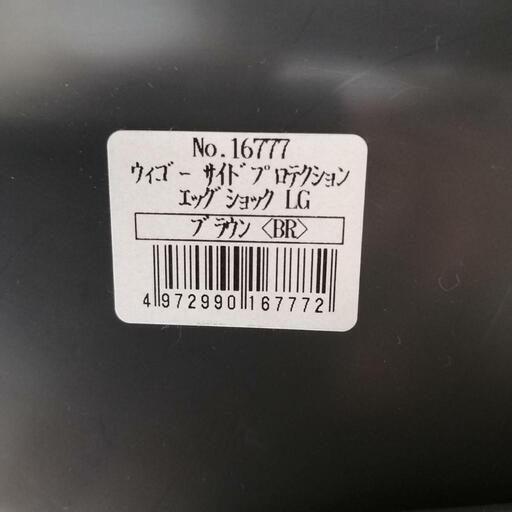 No.16777
ウィゴー サイドプロテクション
エッグショック LG
ブラウン〈BR〉
4 972990 167772